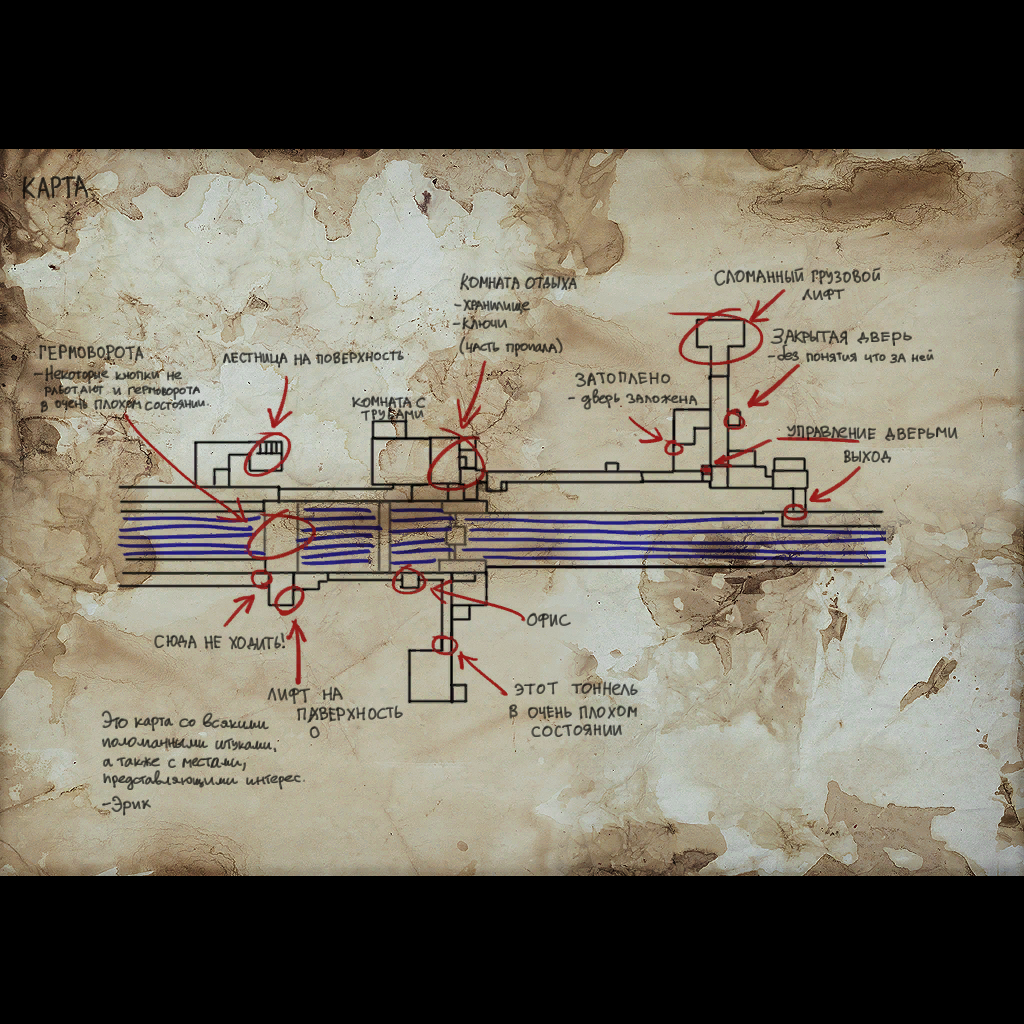 КАРТА
КОМНАТА ОТДЫХА
-ХРАНИЛИЩЕ
-КЛЮЧИ
(ЧАСТЬ ПРОПАЛА)
СЛОМАННЫЙ ГРУЗОВОЙ
ЛИФТ
ЗАКРЫТАЯ ДВЕРЬ
-без ПОНЯТИЯ ЧТО ЗА НЕЙ
ГЕРМОВОРОТА
-НЕКОТОРЫЕ КНОПКИ НЕ
РАБОТАЮТ И ГЕРМОВОРОТА
В ОЧЕНЬ ПЛОХОМ СОСТОЯНИИ.
ЛЕСТНИЦА НА ПОВЕРХНОСТЬ
КОМНАТА С
ТРУБАМИ
ЗАТОПЛЕНО
- ДВЕРЬ ЗАЛОЖЕНА
УПРАВЛЕНИЕ ДВЕРЬМИ
ВЫХОД
СЮДА НЕ ХОДИТЬ!
ОФИС
ЛИФТ НА
ПАВЕРХНОСТЬ
О
ЭТОТ ТОННЕЛЬ
В ОЧЕНЬ ПЛОХОМ
СОСТОЯНИИ
Это карта со всякими
поломанными штуками,
а также с местами,
представляющими интерес.
-Эрик